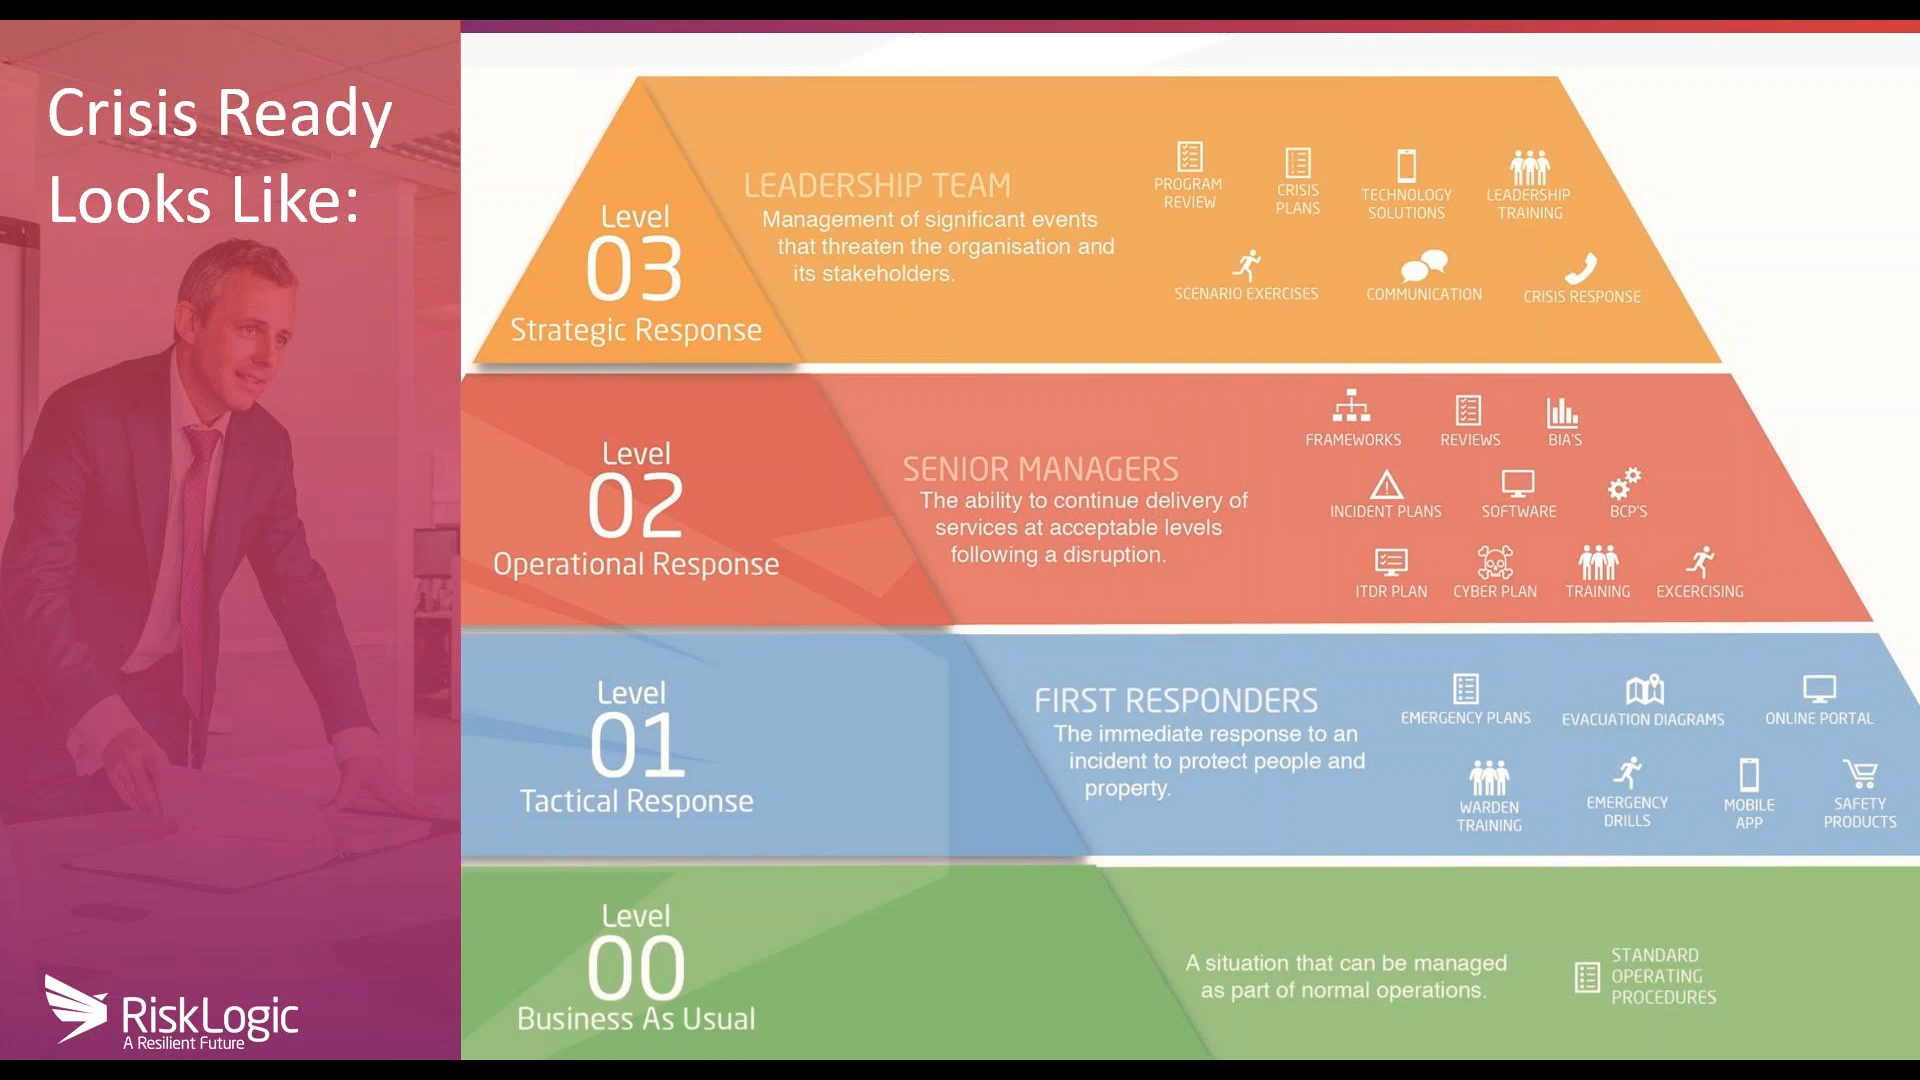 Crisis Ready
Looks Like:
RiskLogic
A Resilient Future
Level
03
Strategic Response
LEADERSHIP TEAM
Management of significant events
that threaten the organisation and
its stakeholders.
PROGRAM
REVIEW
CRISIS
PLANS
TECHNOLOGY
SOLUTIONS
LEADERSHIP
TRAINING
SCENARIO EXERCISES
COMMUNICATION
CRISIS RESPONSE
Level
02
Operational Response
SENIOR MANAGERS
The ability to continue delivery of
services at acceptable levels
following a disruption.
FRAMEWORKS
REVIEWS
BIA'S
INCIDENT PLANS
SOFTWARE
BCP'S
ITDR PLAN
CYBER PLAN
TRAINING
EXCERCISING
Level
01
Tactical Response
FIRST RESPONDERS
The immediate response to an
incident to protect people and
property.
EMERGENCY PLANS
EVACUATION DIAGRAMS
ONLINE PORTAL
WARDEN
TRAINING
EMERGENCY
DRILLS
MOBILE
APP
SAFETY
PRODUCTS
Level
00
Business As Usual
A situation that can be managed
as part of normal operations.
STANDARD
OPERATING
PROCEDURES